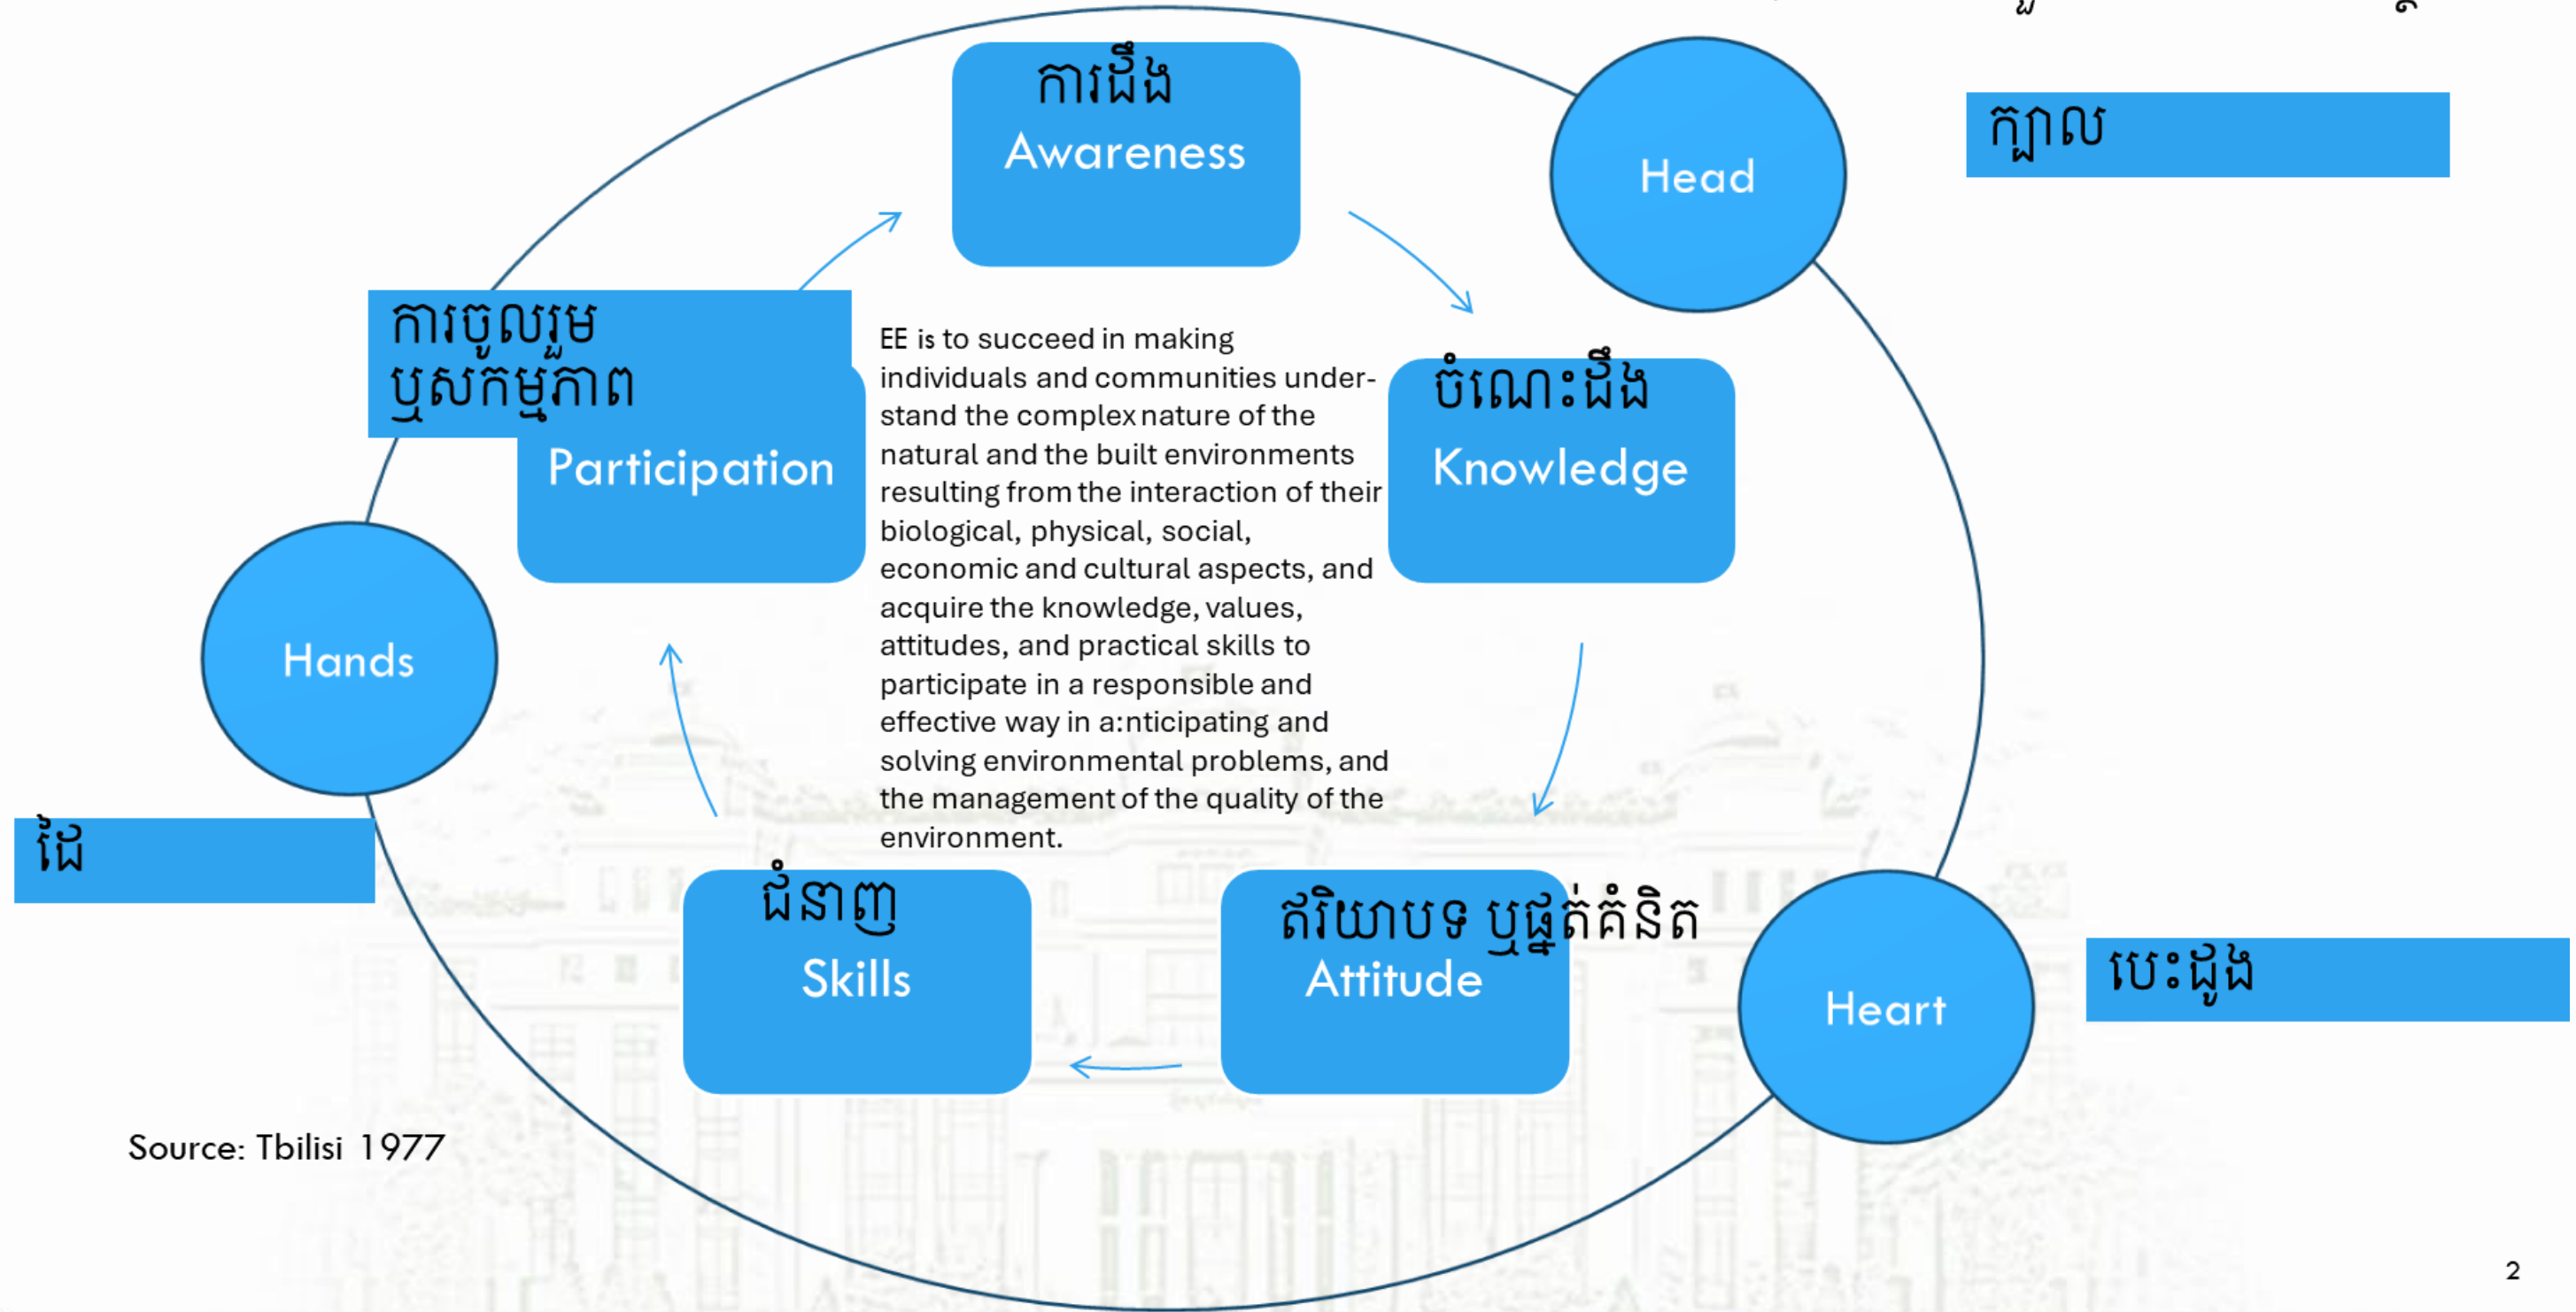 ការដឹង
Awareness
Head
ក្បាល
ការចូលរួម
ឬសកម្មភាព
Participation
EE is to succeed in making
individuals and communities under-
stand the complex nature of the
natural and the built environments
resulting from the interaction of their
biological, physical, social,
economic and cultural aspects, and
acquire the knowledge, values,
attitudes, and practical skills to
participate in a responsible and
effective way in a:nticipating and
solving environmental problems, and
the management of the quality of the
environment.
ចំណេះដឹង
Knowledge
Hands
ដៃ
ជំនាញ
Skills
ឥរិយាបទ ឬផ្នត់គំនិត
Attitude
Heart
បេះដូង
Source: Tbilisi 1977
2